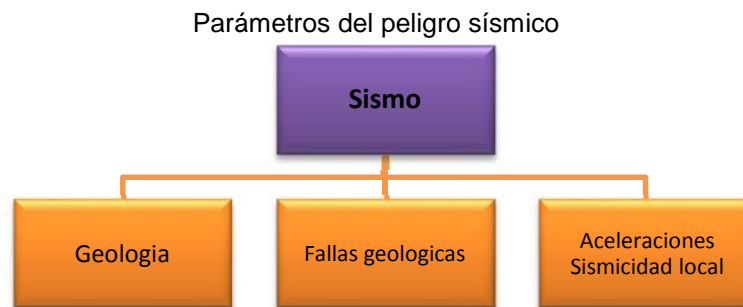 Parámetros del peligro sísmico
Sismo
Geologia
Fallas geologicas
Aceleraciones
Sismicidad local